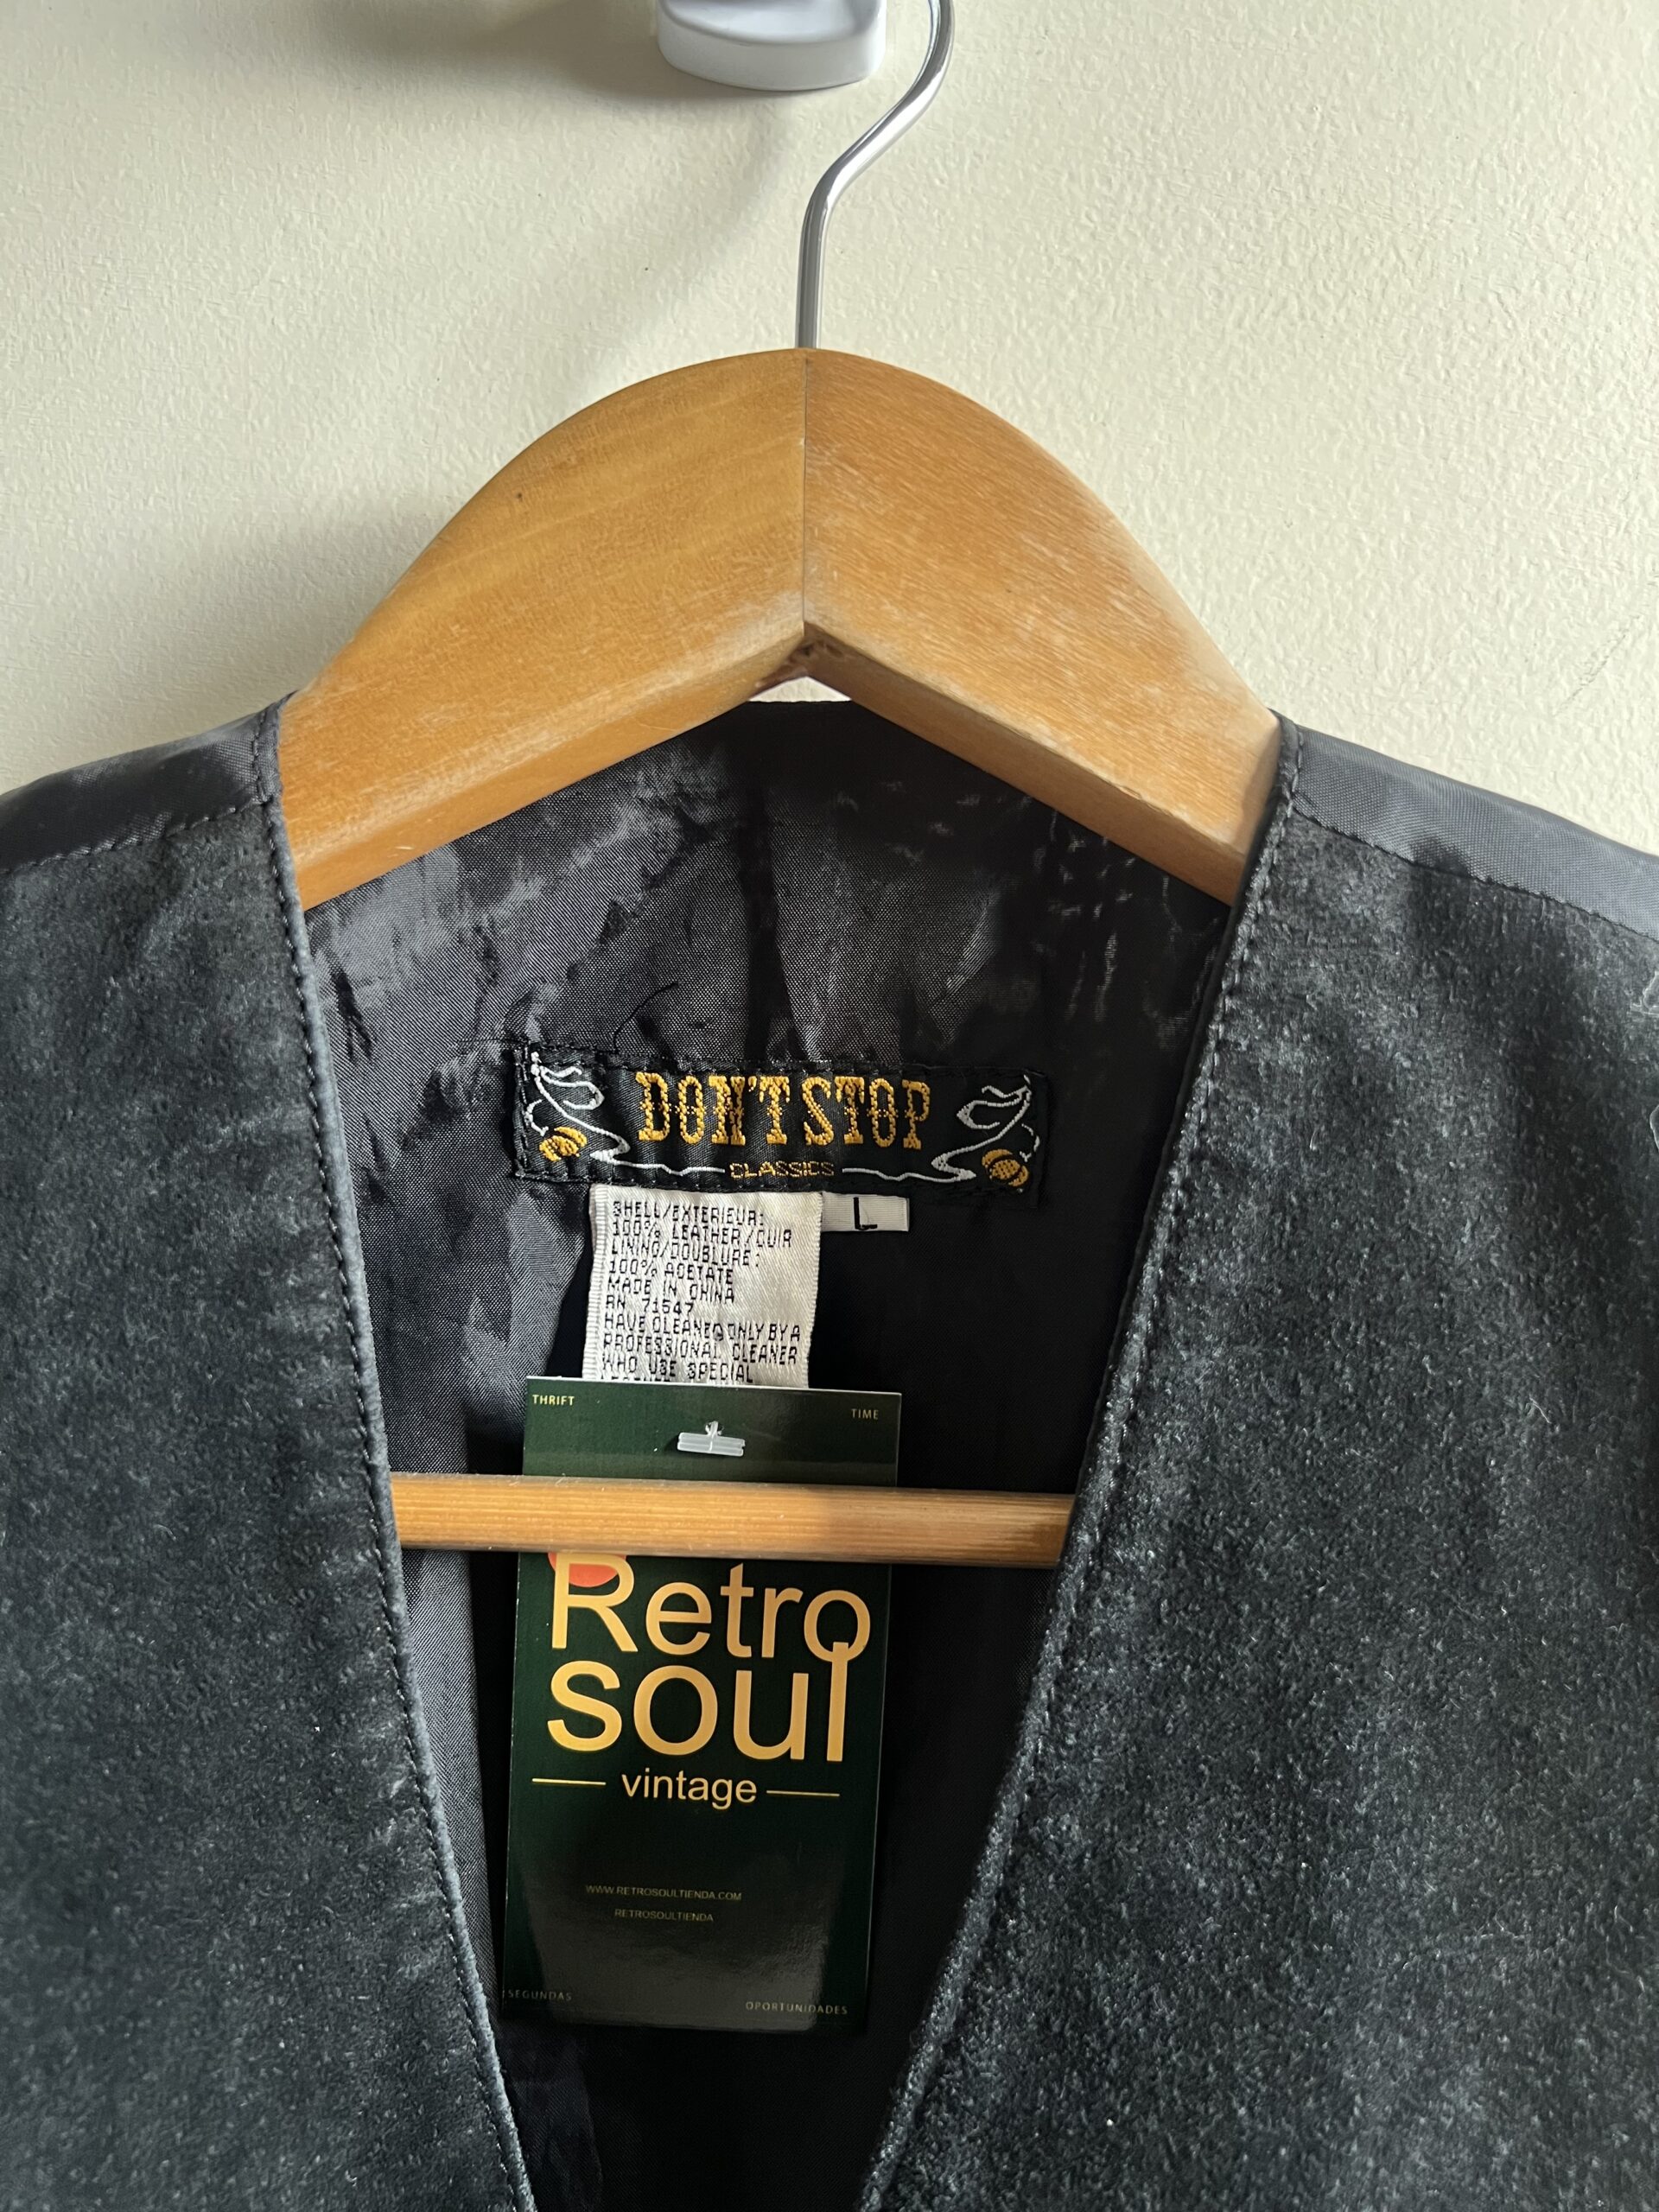 DON'T STOP
CLASSICS
L
SHELL/EXTERIEUR:
100% LEATHER/CUIR
LINING/DOUBLURE:
100% ACETATE
MADE IN CHINA
RN 71547
HAVE CLEANED ONLY BY A
PROFESSIONAL CLEANER
WHO USE SPECIAL
THRIFT TIME
Retro
soul
vintage
WWW.RETROSOULTIENDA.COM
RETROSOULTIENDA
SEGUNDAS OPORTUNIDADES